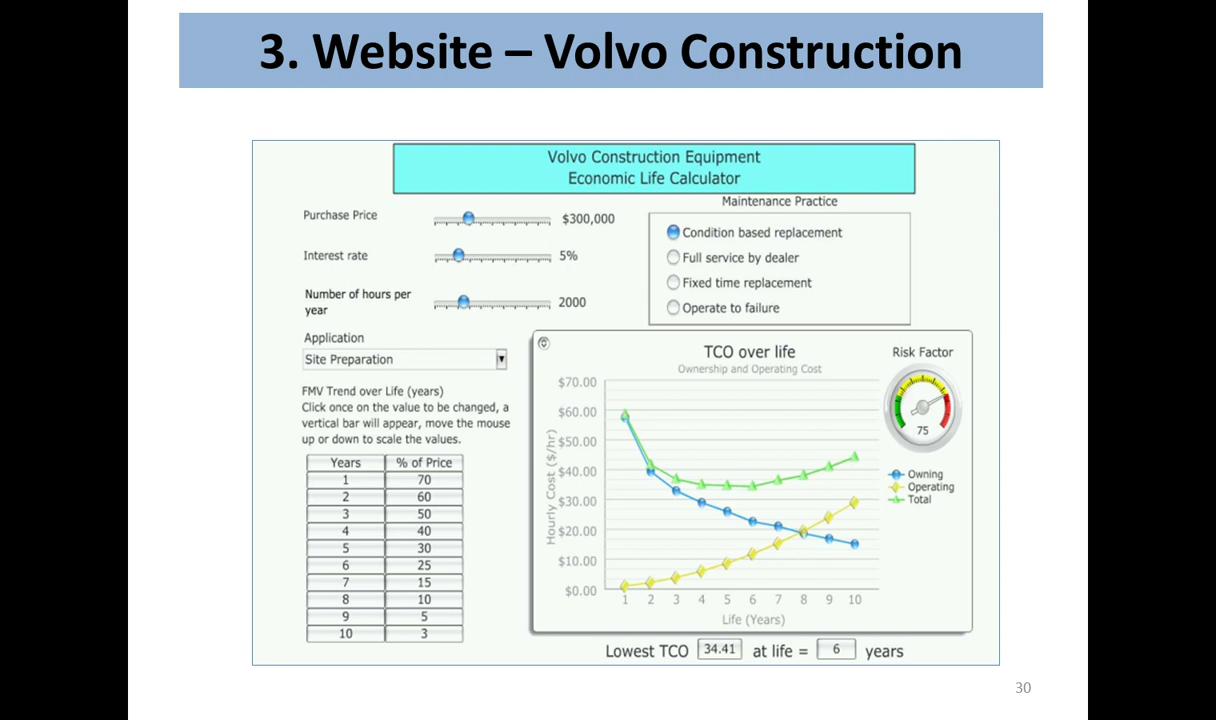 3. Website – Volvo Construction
Volvo Construction Equipment
Economic Life Calculator
Purchase Price
$300,000
Interest rate
5%
Number of hours per
year
2000
Maintenance Practice
Condition based replacement
Full service by dealer
Fixed time replacement
Operate to failure
Application
Site Preparation
FMV Trend over Life (years)
Click once on the value to be changed, a
vertical bar will appear, move the mouse
up or down to scale the values.
Years % of Price
1 70
2 60
3 50
4 40
5 30
6 25
7 15
8 10
9 5
10 3
TCO over life
Ownership and Operating Cost
Hourly Cost ($/hr)
$70.00
$60.00
$50.00
$40.00
$30.00
$20.00
$10.00
$0.00
1 2 3 4 5 6 7 8 9 10
Life (Years)
Risk Factor
75
Owning
Operating
Total
Lowest TCO 34.41 at life = 6 years
30